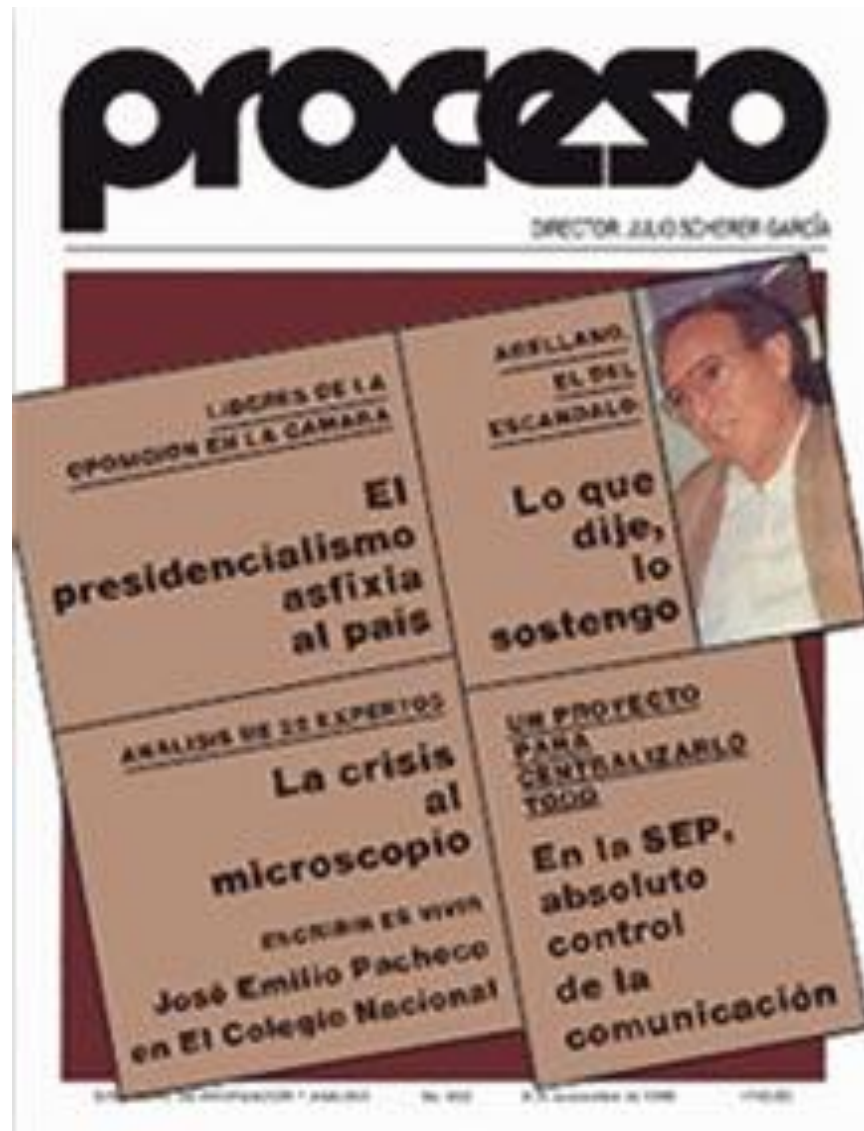 proceso
DIRECTOR JULIO SCHERER GARCÍA
LIDERES DE LA
OPOSICION EN LA CAMARA
El
presidencialismo
asfixia
al país
ARELLANO,
EL DEL
ESCANDALO
Lo que
dije,
lo
sostengo
ANALISIS DE EXPERTOS
La crisis
al
microscopio
ESCRIBIR ES VIVIR
José Emilio Pacheco
en El Colegio Nacional
UN PROYECTO
PARA
CENTRALIZARLO
TODO
En la SEP,
absoluto
control
de la
comunicación